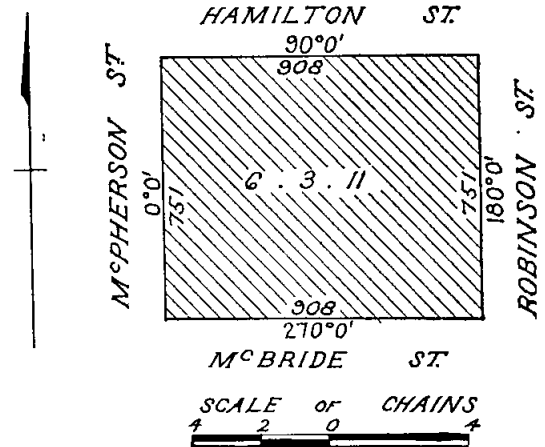 HAMILTON ST.
90°0'
908
McPHERSON ST
0°0'
751
6.3.11
751
180°0'
ROBINSON ST.
908
270°0'
McBRIDE ST.
SCALE OF CHAINS
4 2 0 4